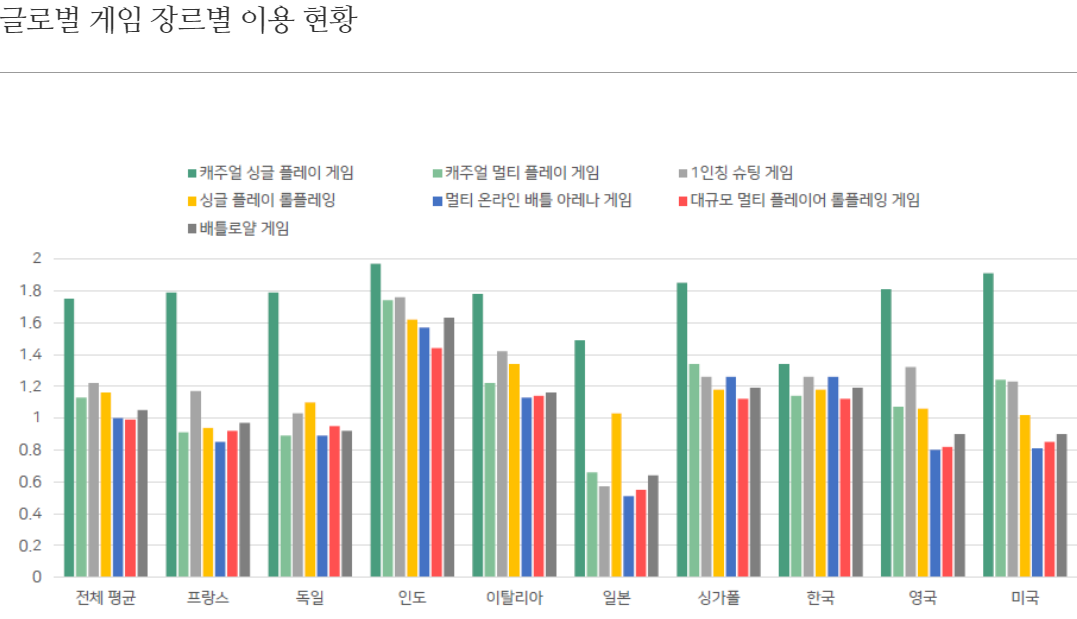 글로벌 게임 장르별 이용 현황
캐주얼 싱글 플레이 게임 캐주얼 멀티 플레이 게임 1인칭 슈팅 게임
싱글 플레이 롤플레잉 멀티 온라인 배틀 아레나 게임 대규모 멀티 플레이어 롤플레잉 게임
배틀로얄 게임
2
1.8
1.6
1.4
1.2
1
0.8
0.6
0.4
0.2
0
전체 평균 프랑스 독일 인도 이탈리아 일본 싱가폴 한국 영국 미국